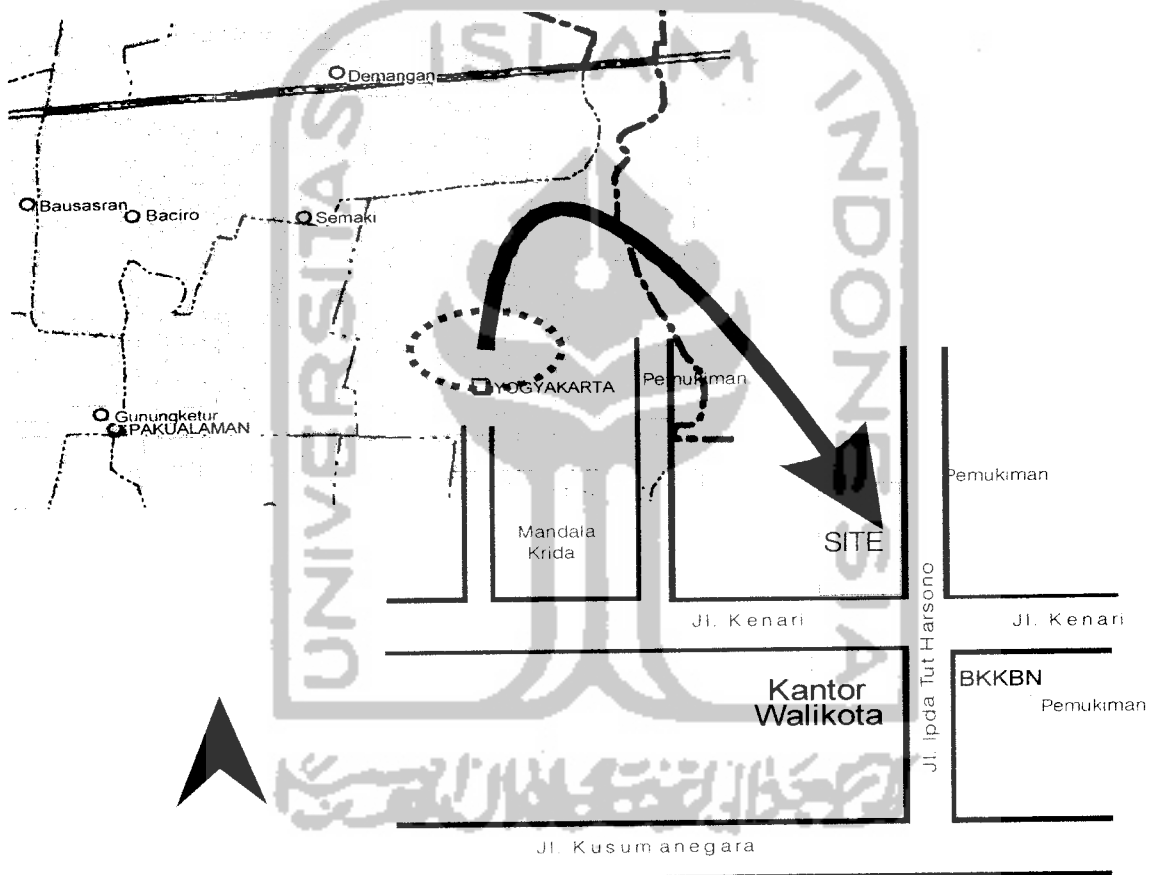 ISLAM
UNIVERSITAS
INDONESIA
Demangan
Bausasran
Baciro
Semaki
YOGYAKARTA
Pemukiman
Gunungketur
PAKUALAMAN
Pemukiman
Mandala
Krida
SITE
Jl. Kenari
Jl. Kenari
Jl. Ipda Tut Harsono
Kantor
Walikota
BKKBN
Pemukiman
Jl. Kusumanegara